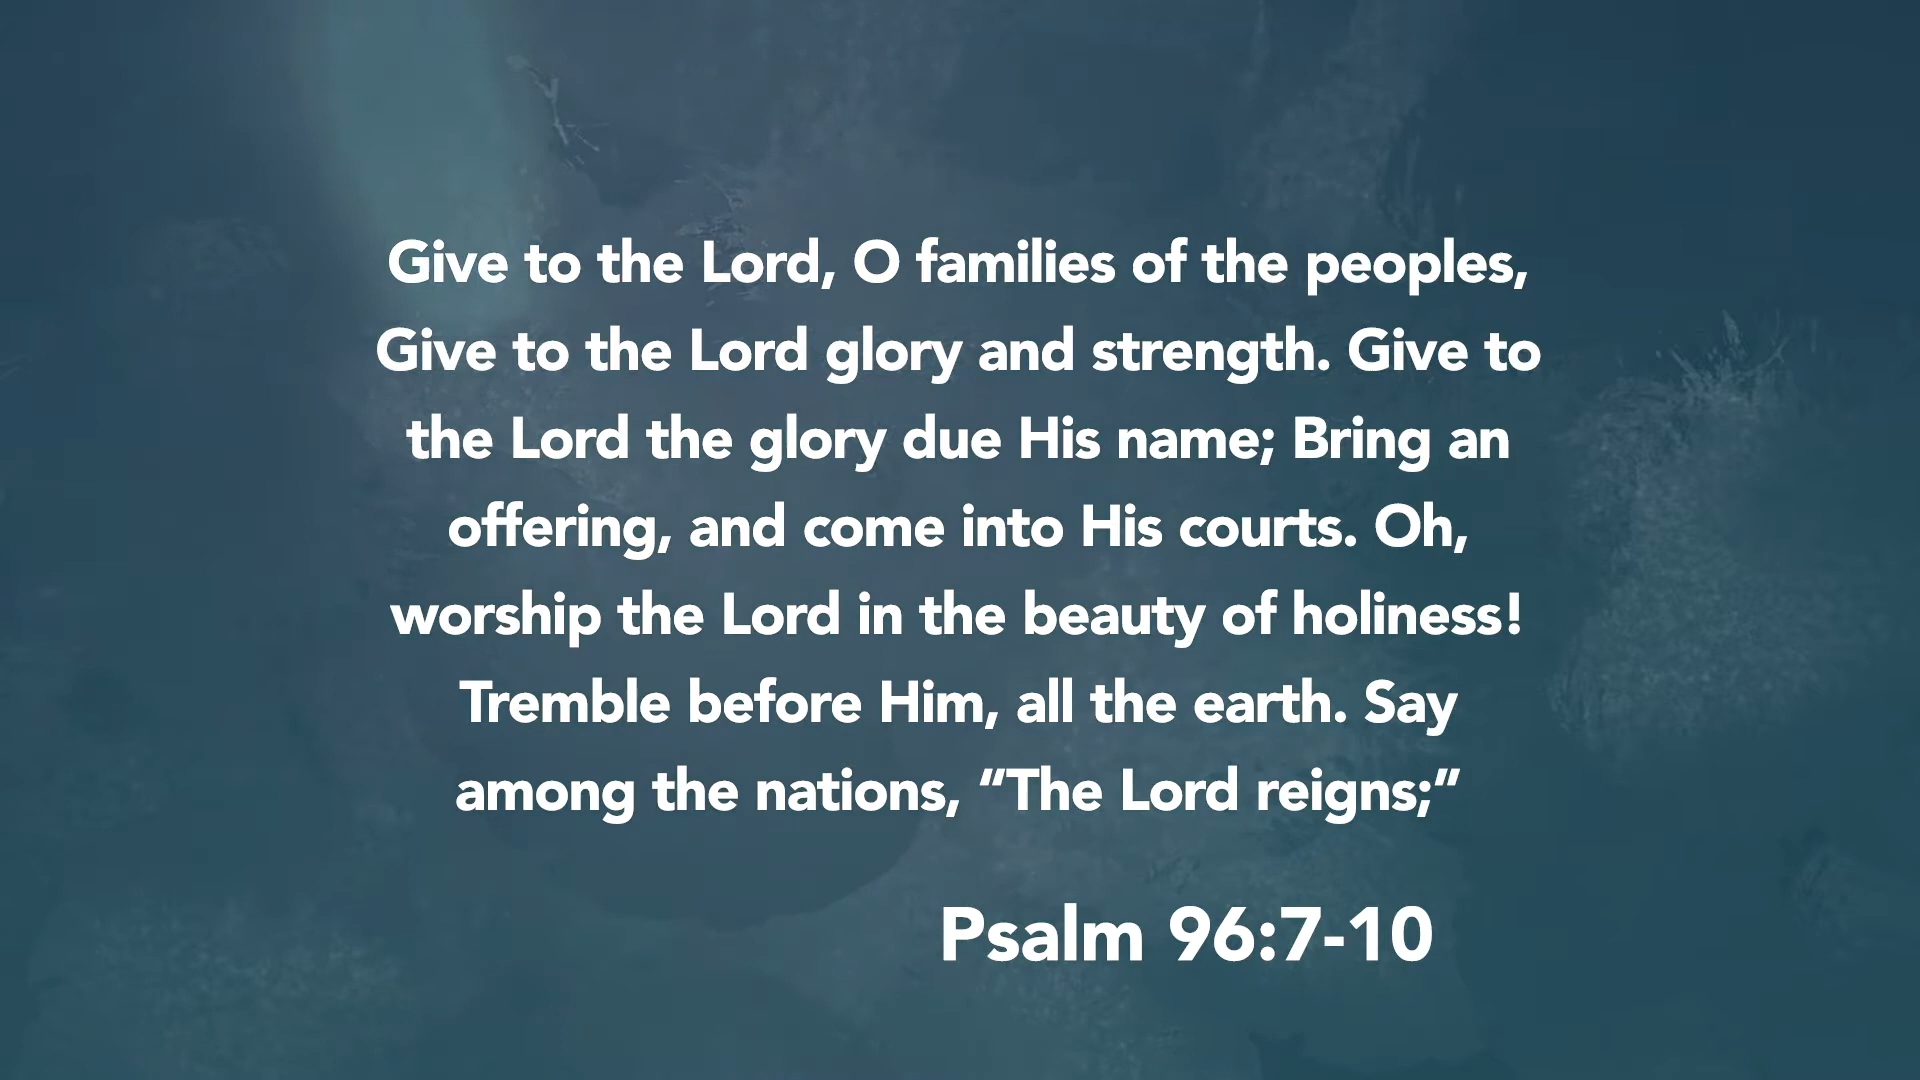 Give to the Lord, O families of the peoples,
Give to the Lord glory and strength. Give to
the Lord the glory due His name; Bring an
offering, and come into His courts. Oh,
worship the Lord in the beauty of holiness!
Tremble before Him, all the earth. Say
among the nations, “The Lord reigns;”
Psalm 96:7-10